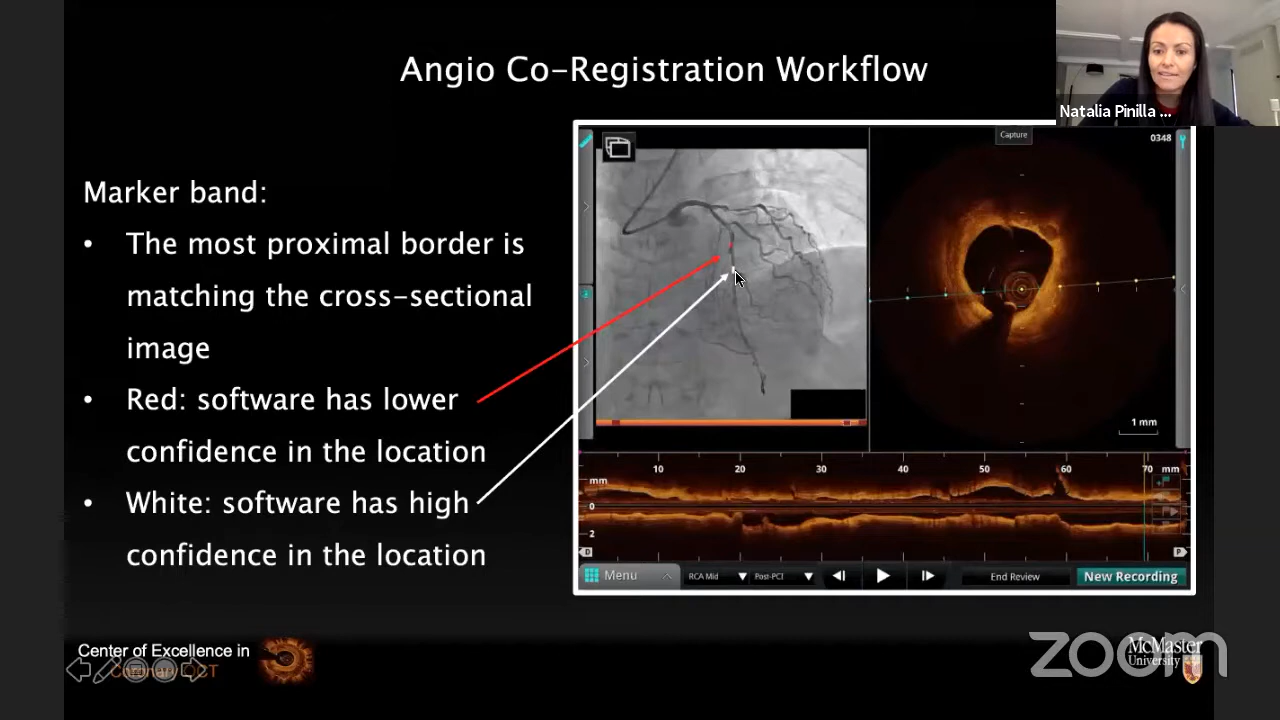 Angio Co-Registration Workflow
Natalia Pinilla ...
Marker band:
• The most proximal border is
matching the cross-sectional
image
• Red: software has lower
confidence in the location
• White: software has high
confidence in the location
Capture
0348
1 mm
10 20 30 40 50 60 70 mm
mm
0
2
D
P
Menu
RCA Mid
Post-PCI
End Review
New Recording
Center of Excellence in
Coronary OCT
zoom
McMaster
University